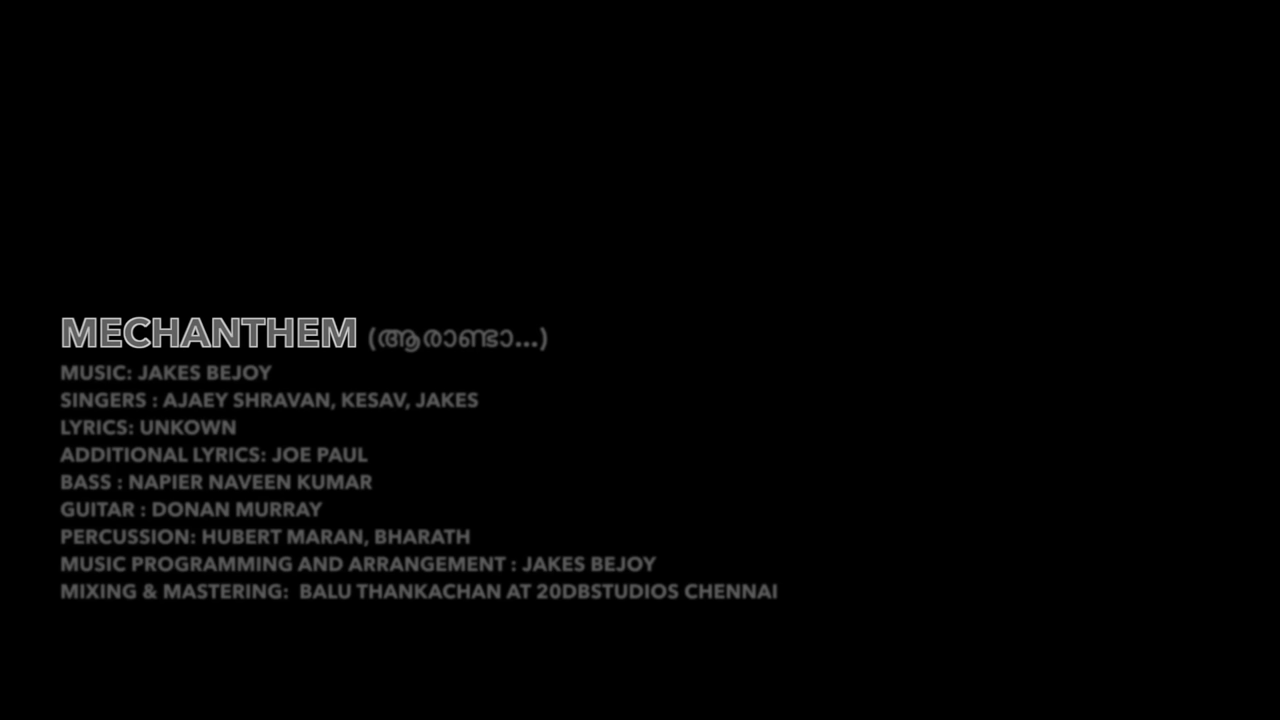 MECHANTHEM (ആരാണ്ടാ...)
MUSIC: JAKES BEJOY
SINGERS : AJAEY SHRAVAN, KESAV, JAKES
LYRICS: UNKOWN
ADDITIONAL LYRICS: JOE PAUL
BASS : NAPIER NAVEEN KUMAR
GUITAR : DONAN MURRAY
PERCUSSION: HUBERT MARAN, BHARATH
MUSIC PROGRAMMING AND ARRANGEMENT : JAKES BEJOY
MIXING & MASTERING:  BALU THANKACHAN AT 20DBSTUDIOS CHENNAI